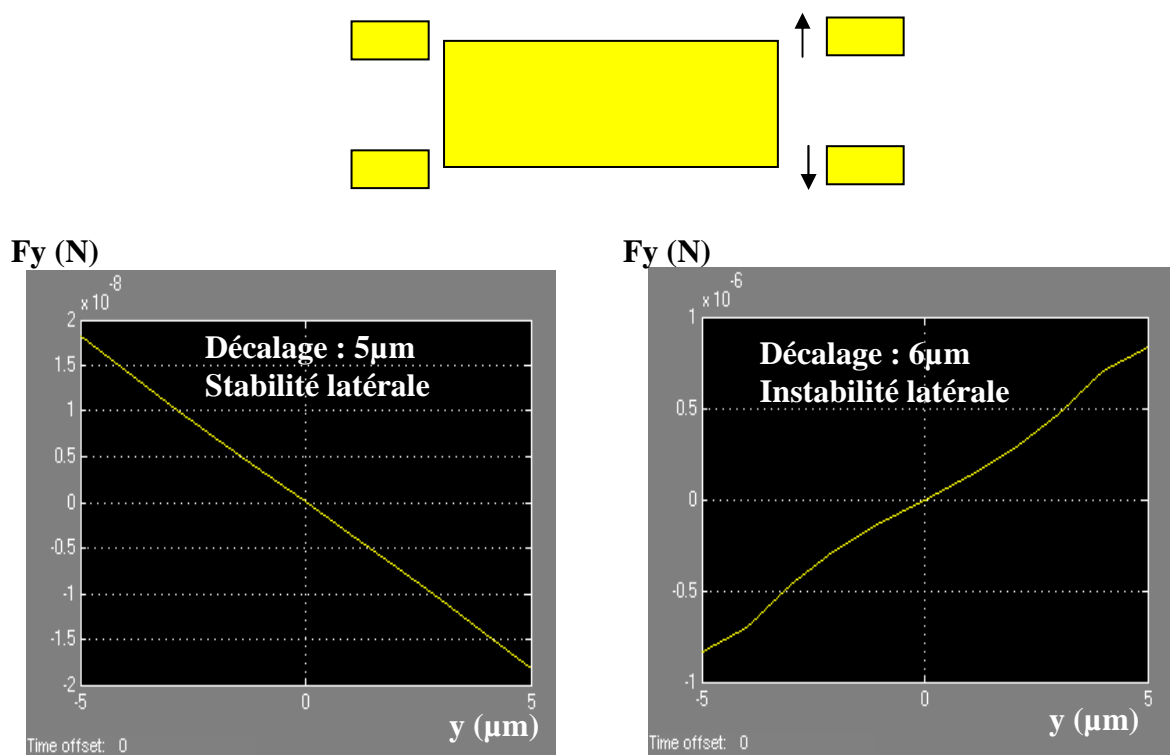 Fy (N)
x 10^-8
2
1.5
1
0.5
0
-0.5
-1
-1.5
-2
-5
0
5
Décalage : 5µm
Stabilité latérale
y (µm)
Time offset: 0
Fy (N)
x 10^-6
1
0.5
0
-0.5
-1
-5
0
5
Décalage : 6µm
Instabilité latérale
y (µm)
Time offset: 0